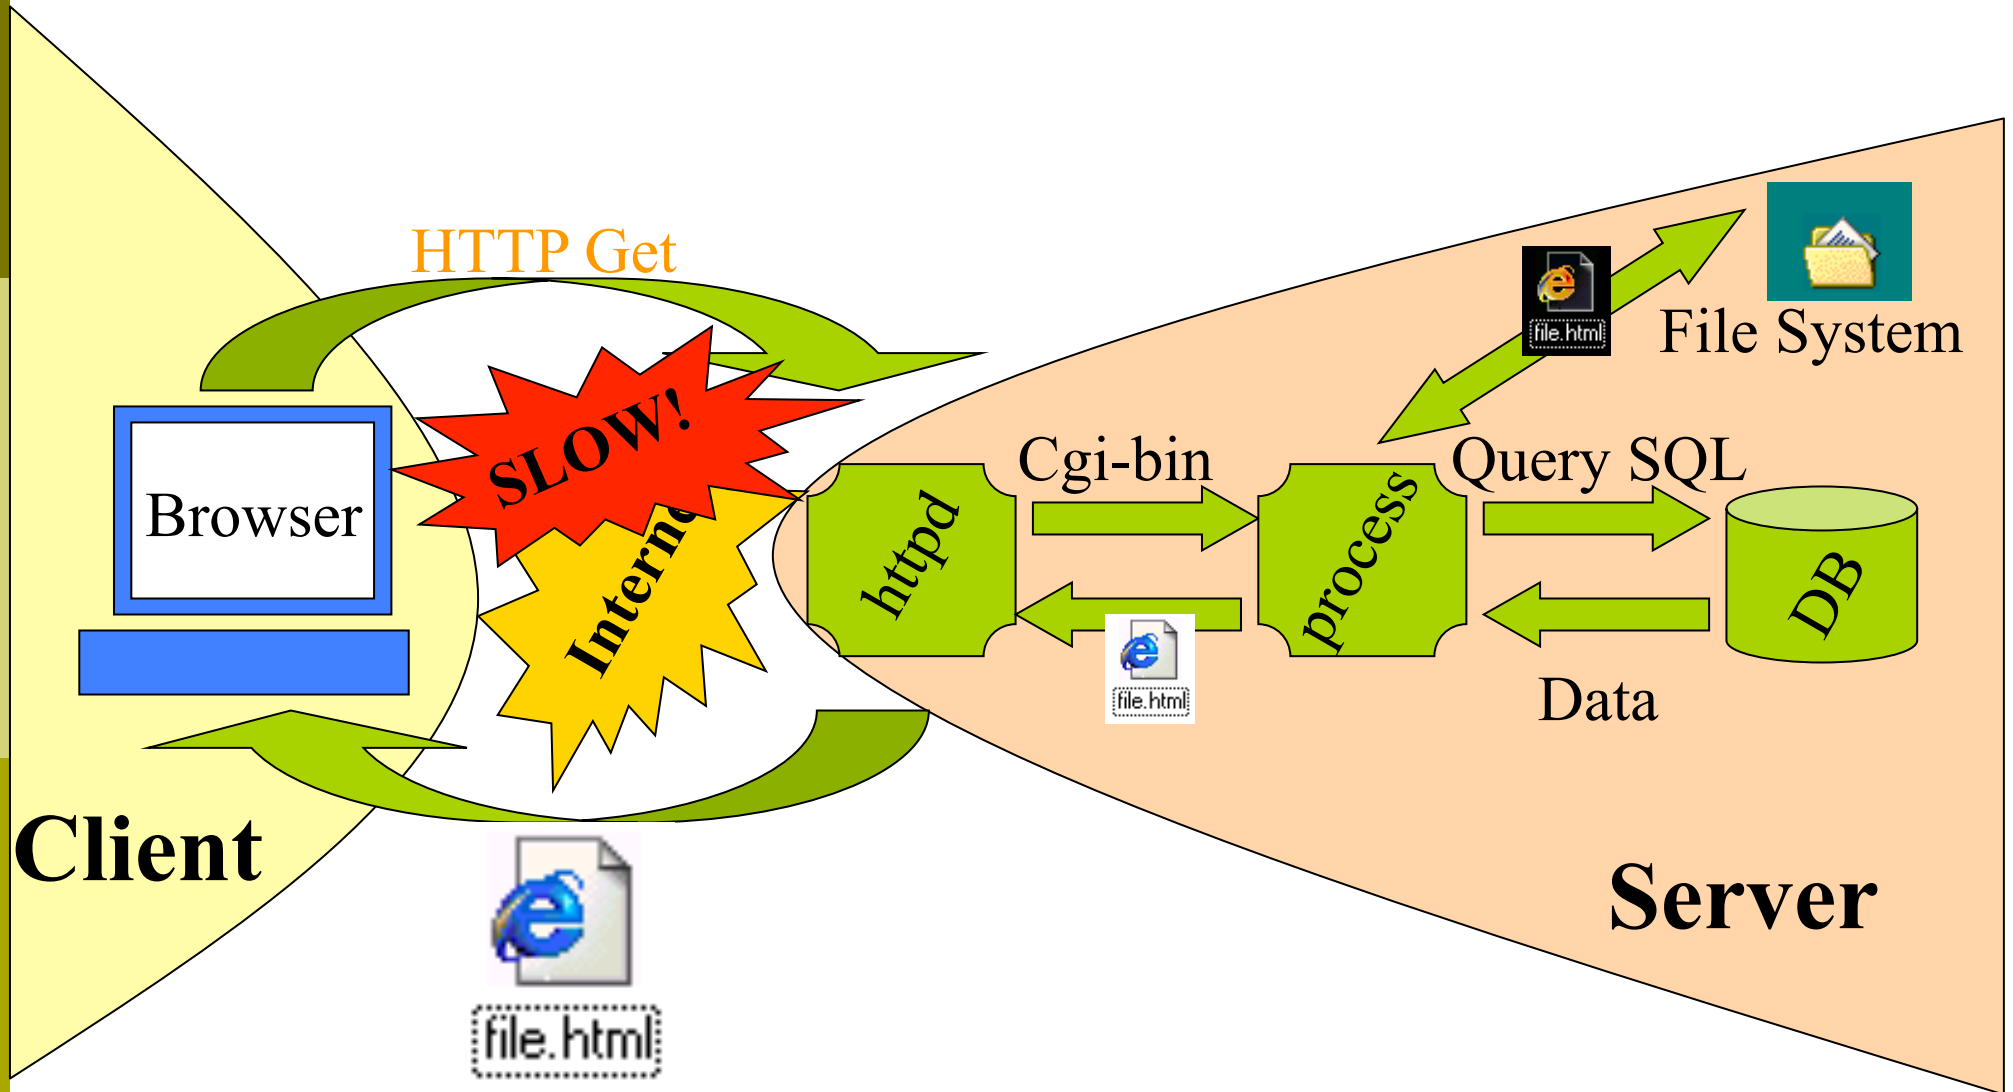 HTTP Get
file.html
File System
SLOW!
Cgi-bin
Query SQL
Browser
httpd
process
DB
file.html
Data
Client
Server
file.html